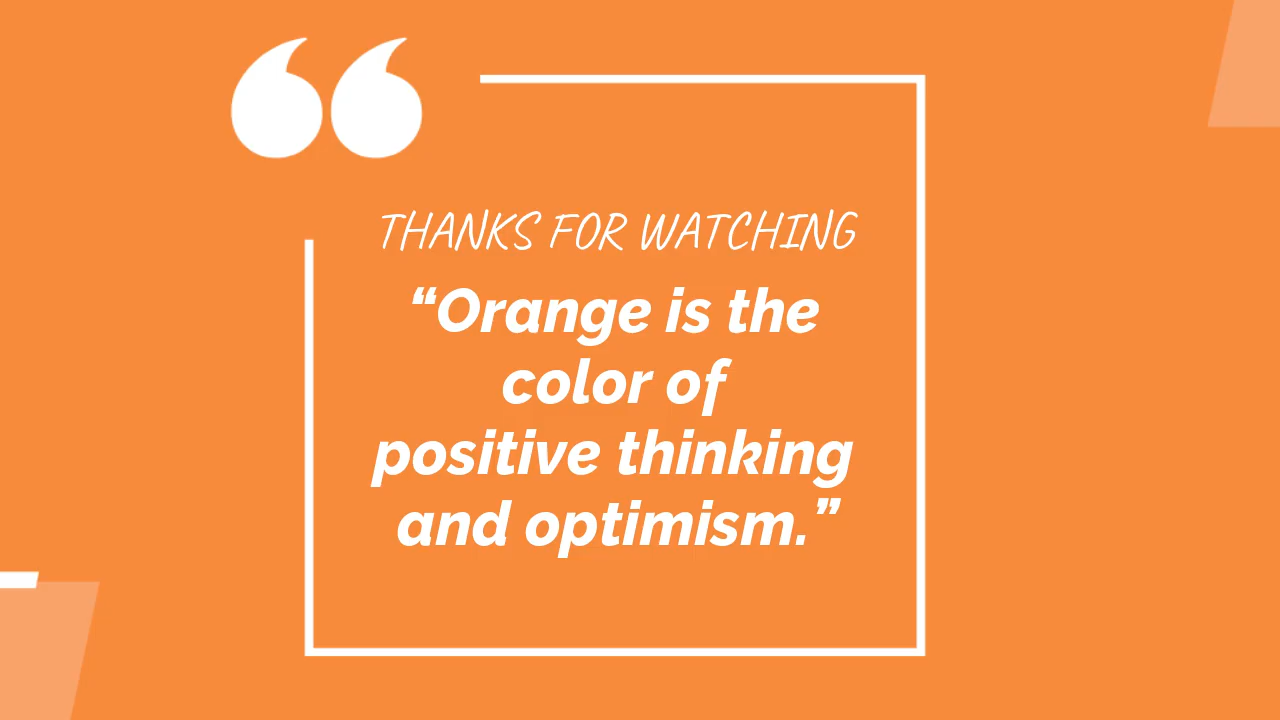 THANKS FOR WATCHING
“Orange is the
color of
positive thinking
and optimism.”